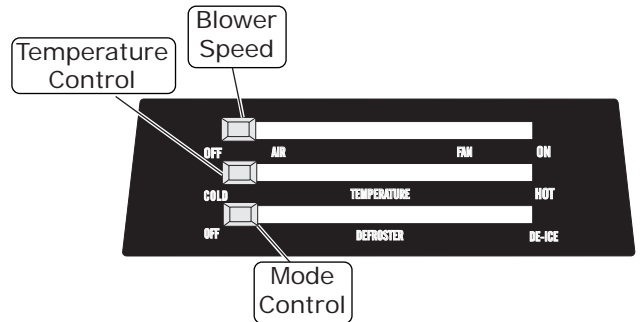 Blower
Speed
Temperature
Control
OFF AIR FAN ON
COLD TEMPERATURE HOT
OFF DEFROSTER DE-ICE
Mode
Control